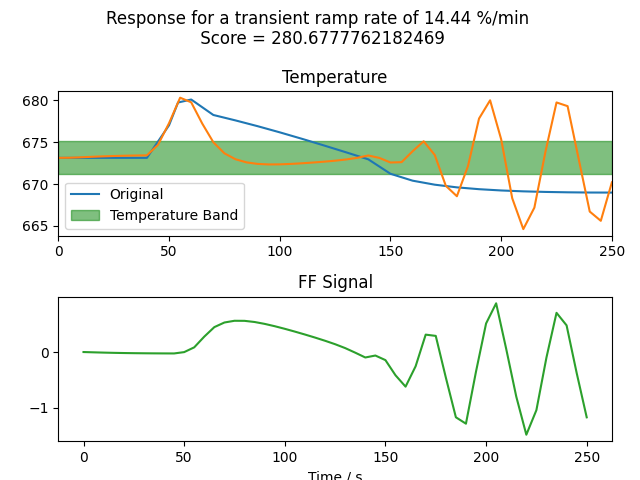 Response for a transient ramp rate of 14.44 %/min
Score = 280.6777762182469
Temperature
680
675
670
665
Original
Temperature Band
0 50 100 150 200 250
FF Signal
0
−1
0 50 100 150 200 250
Time / s